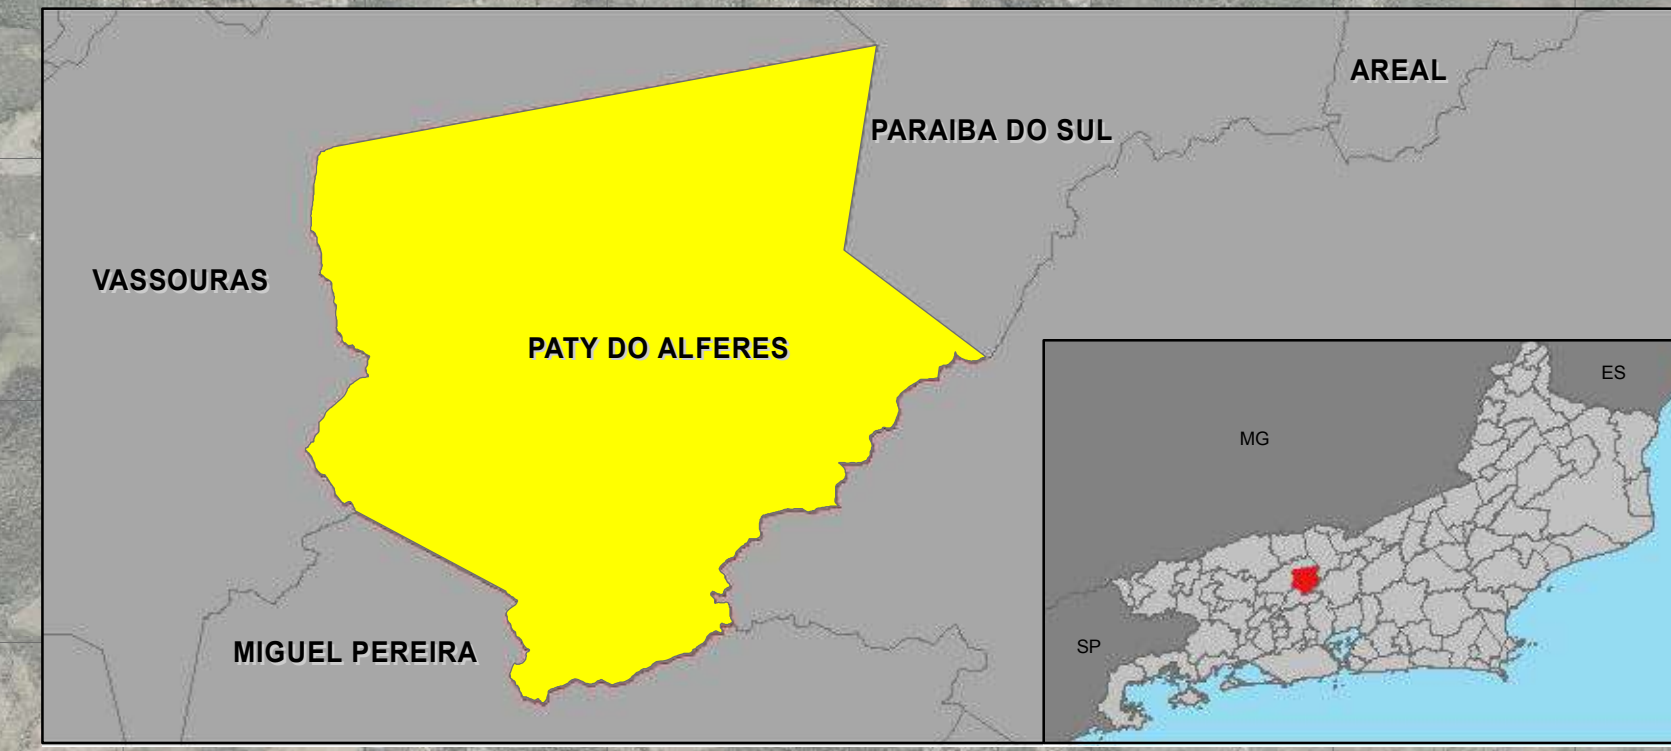 AREAL
PARAIBA DO SUL
VASSOURAS
PATY DO ALFERES
MIGUEL PEREIRA
ES
MG
SP